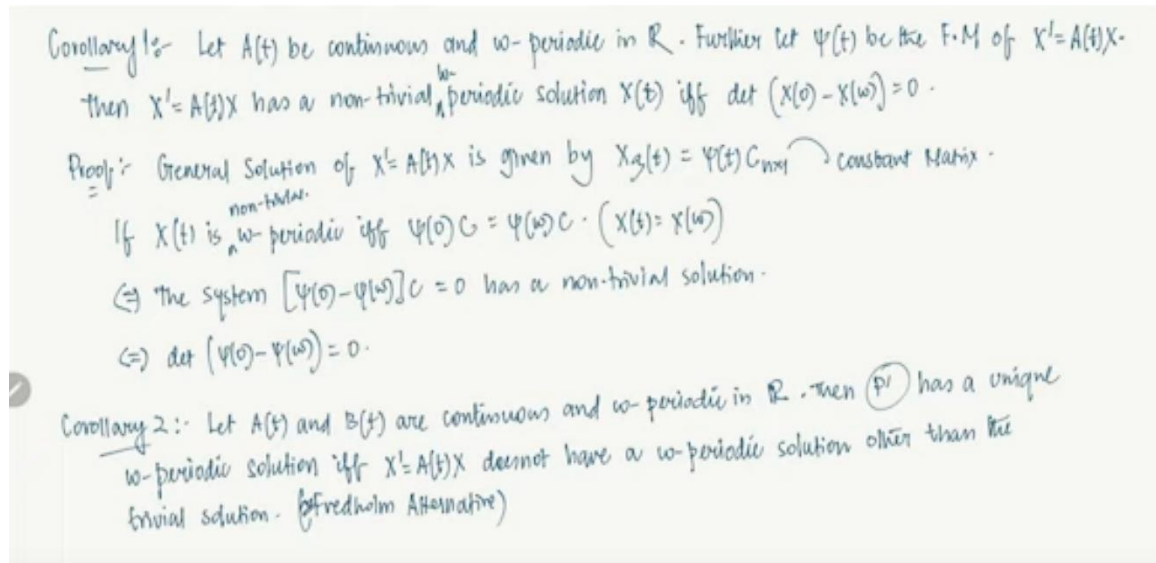 Corollary 1:- Let A(t) be continuous and ω-periodic in R. Further let ψ(t) be the F.M of X'=A(t)X.
ω-
then X'=A(t)X has a non-trivial periodic solution X(t) iff det (X(0)-X(ω))=0.
Proof:- General Solution of X'=A(t)X is given by Xg(t) = ψ(t) Cnx1 Constant Matrix.
non-trivial.
If X(t) is ω-periodic iff ψ(0)C = ψ(ω)C. (X(t)=X(ω))
(=) The system [ψ(0)-ψ(ω)]C = 0 has a non-trivial solution.
(=) det (ψ(0)-ψ(ω)) = 0.
Corollary 2:- Let A(t) and B(t) are continuous and ω-periodic in R. Then P1 has a unique
ω-periodic solution iff X'=A(t)X doesnot have a ω-periodic solution other than the
trivial solution. (Fredholm Alternative)